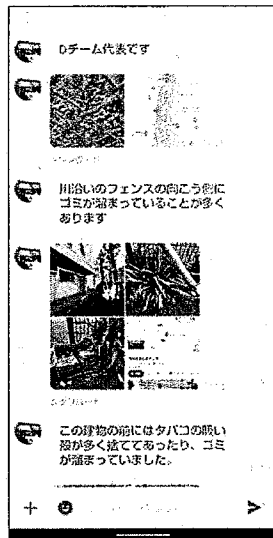 Dチーム代表です
川沿いのフェンスの向こう側に
ゴミが溜まっていることが多く
あります
この建物の前にはタバコの吸い
殻が多く捨ててあったり、ゴミ
が溜まっていました。